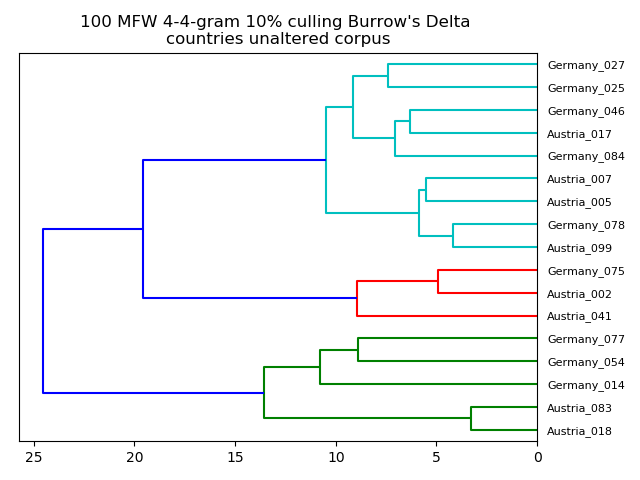 100 MFW 4-4-gram 10% culling Burrow's Delta
countries unaltered corpus
Germany_027
Germany_025
Germany_046
Austria_017
Germany_084
Austria_007
Austria_005
Germany_078
Austria_099
Germany_075
Austria_002
Austria_041
Germany_077
Germany_054
Germany_014
Austria_083
Austria_018
25 20 15 10 5 0